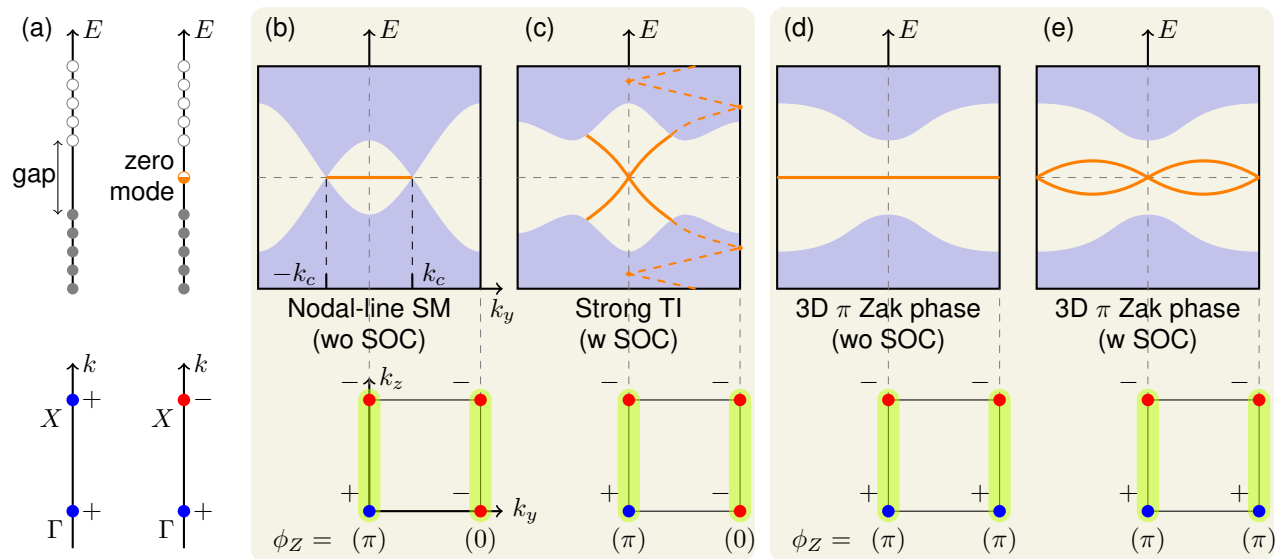 (a)
E
E
gap
zero
mode
k
X
+
Γ
+
k
X
-
Γ
+
(b)
E
−k_c
k_c
k_y
Nodal-line SM
(wo SOC)
−
k_z
−
+
−
k_y
ϕ_Z =
(π)
(0)
(c)
E
Strong TI
(w SOC)
−
−
+
−
(π)
(0)
(d)
E
3D π Zak phase
(wo SOC)
−
−
+
+
ϕ_Z =
(π)
(π)
(e)
E
3D π Zak phase
(w SOC)
−
−
+
+
(π)
(π)